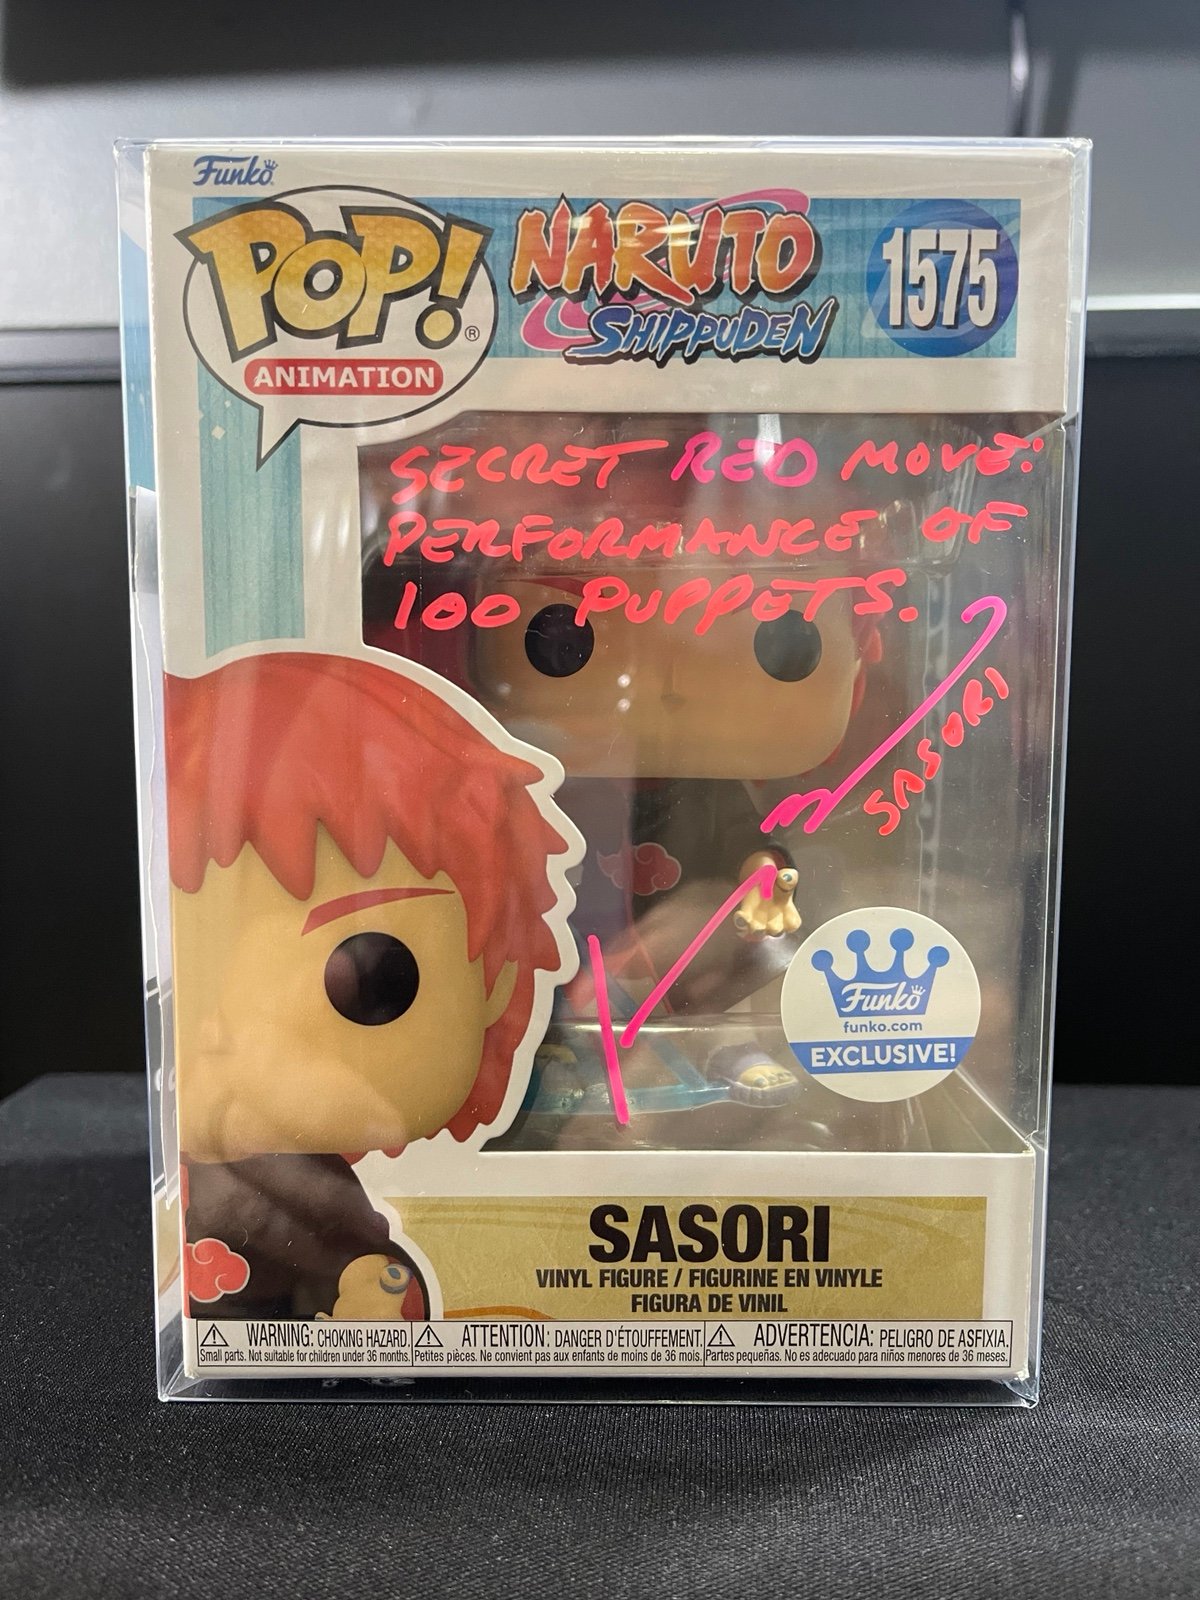 Funko
POP!®
ANIMATION
NARUTO
SHIPPUDEN
1575
SECRET RED MOVE:
PERFORMANCE OF
100 PUPPETS.
SASORI
Funko
funko.com
EXCLUSIVE!
SASORI
VINYL FIGURE / FIGURINE EN VINYLE
FIGURA DE VINIL
WARNING: CHOKING HAZARD.
Small parts. Not suitable for children under 36 months.
ATTENTION: DANGER D'ÉTOUFFEMENT.
Petites pièces. Ne convient pas aux enfants de moins de 36 mois.
ADVERTENCIA: PELIGRO DE ASFIXIA.
Partes pequeñas. No es adecuado para niños menores de 36 meses.